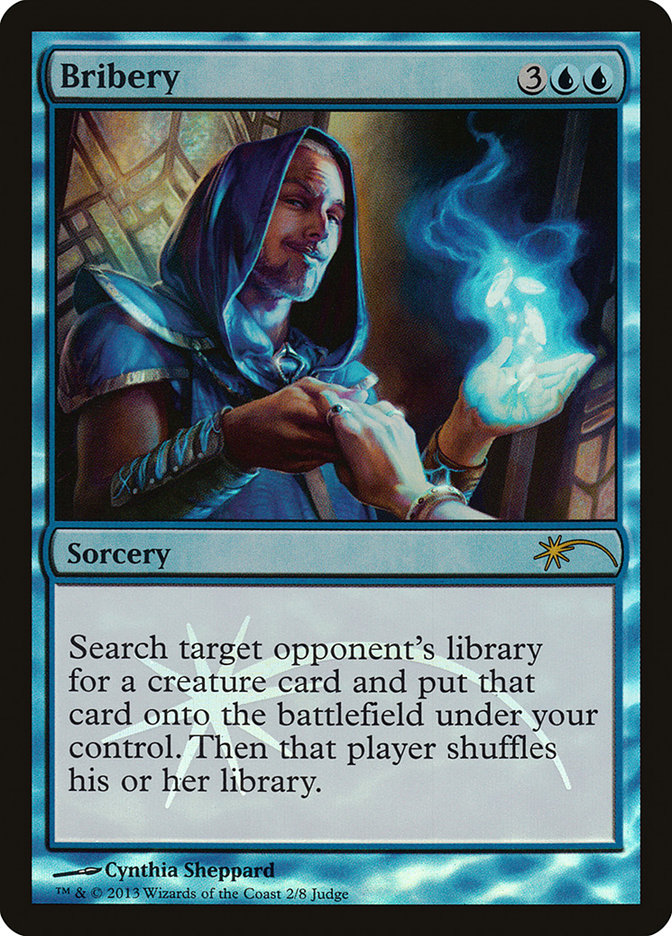 Bribery 3
Sorcery
Search target opponent's library
for a creature card and put that
card onto the battlefield under your
control. Then that player shuffles
his or her library.
Cynthia Sheppard
™ & © 2013 Wizards of the Coast 2/8 Judge